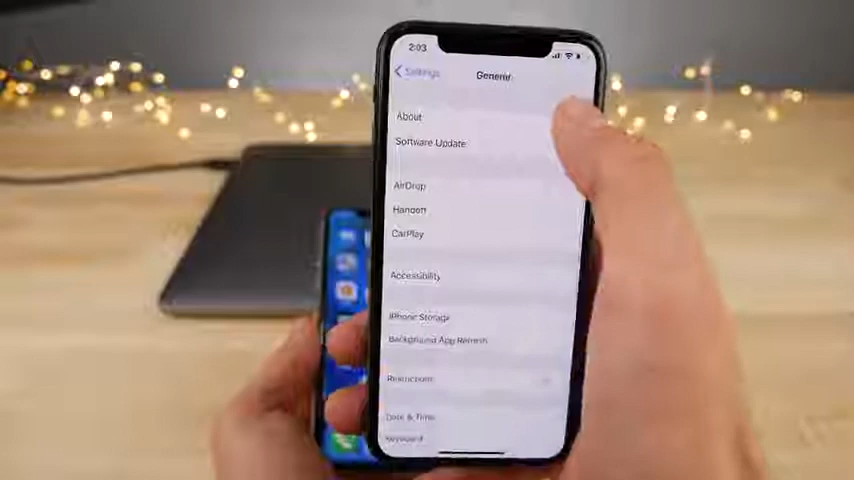 2:03
Settings
General
About
Software Update
AirDrop
Handoff
CarPlay
Accessibility
iPhone Storage
Background App Refresh
Restrictions
Date & Time
Keyboard